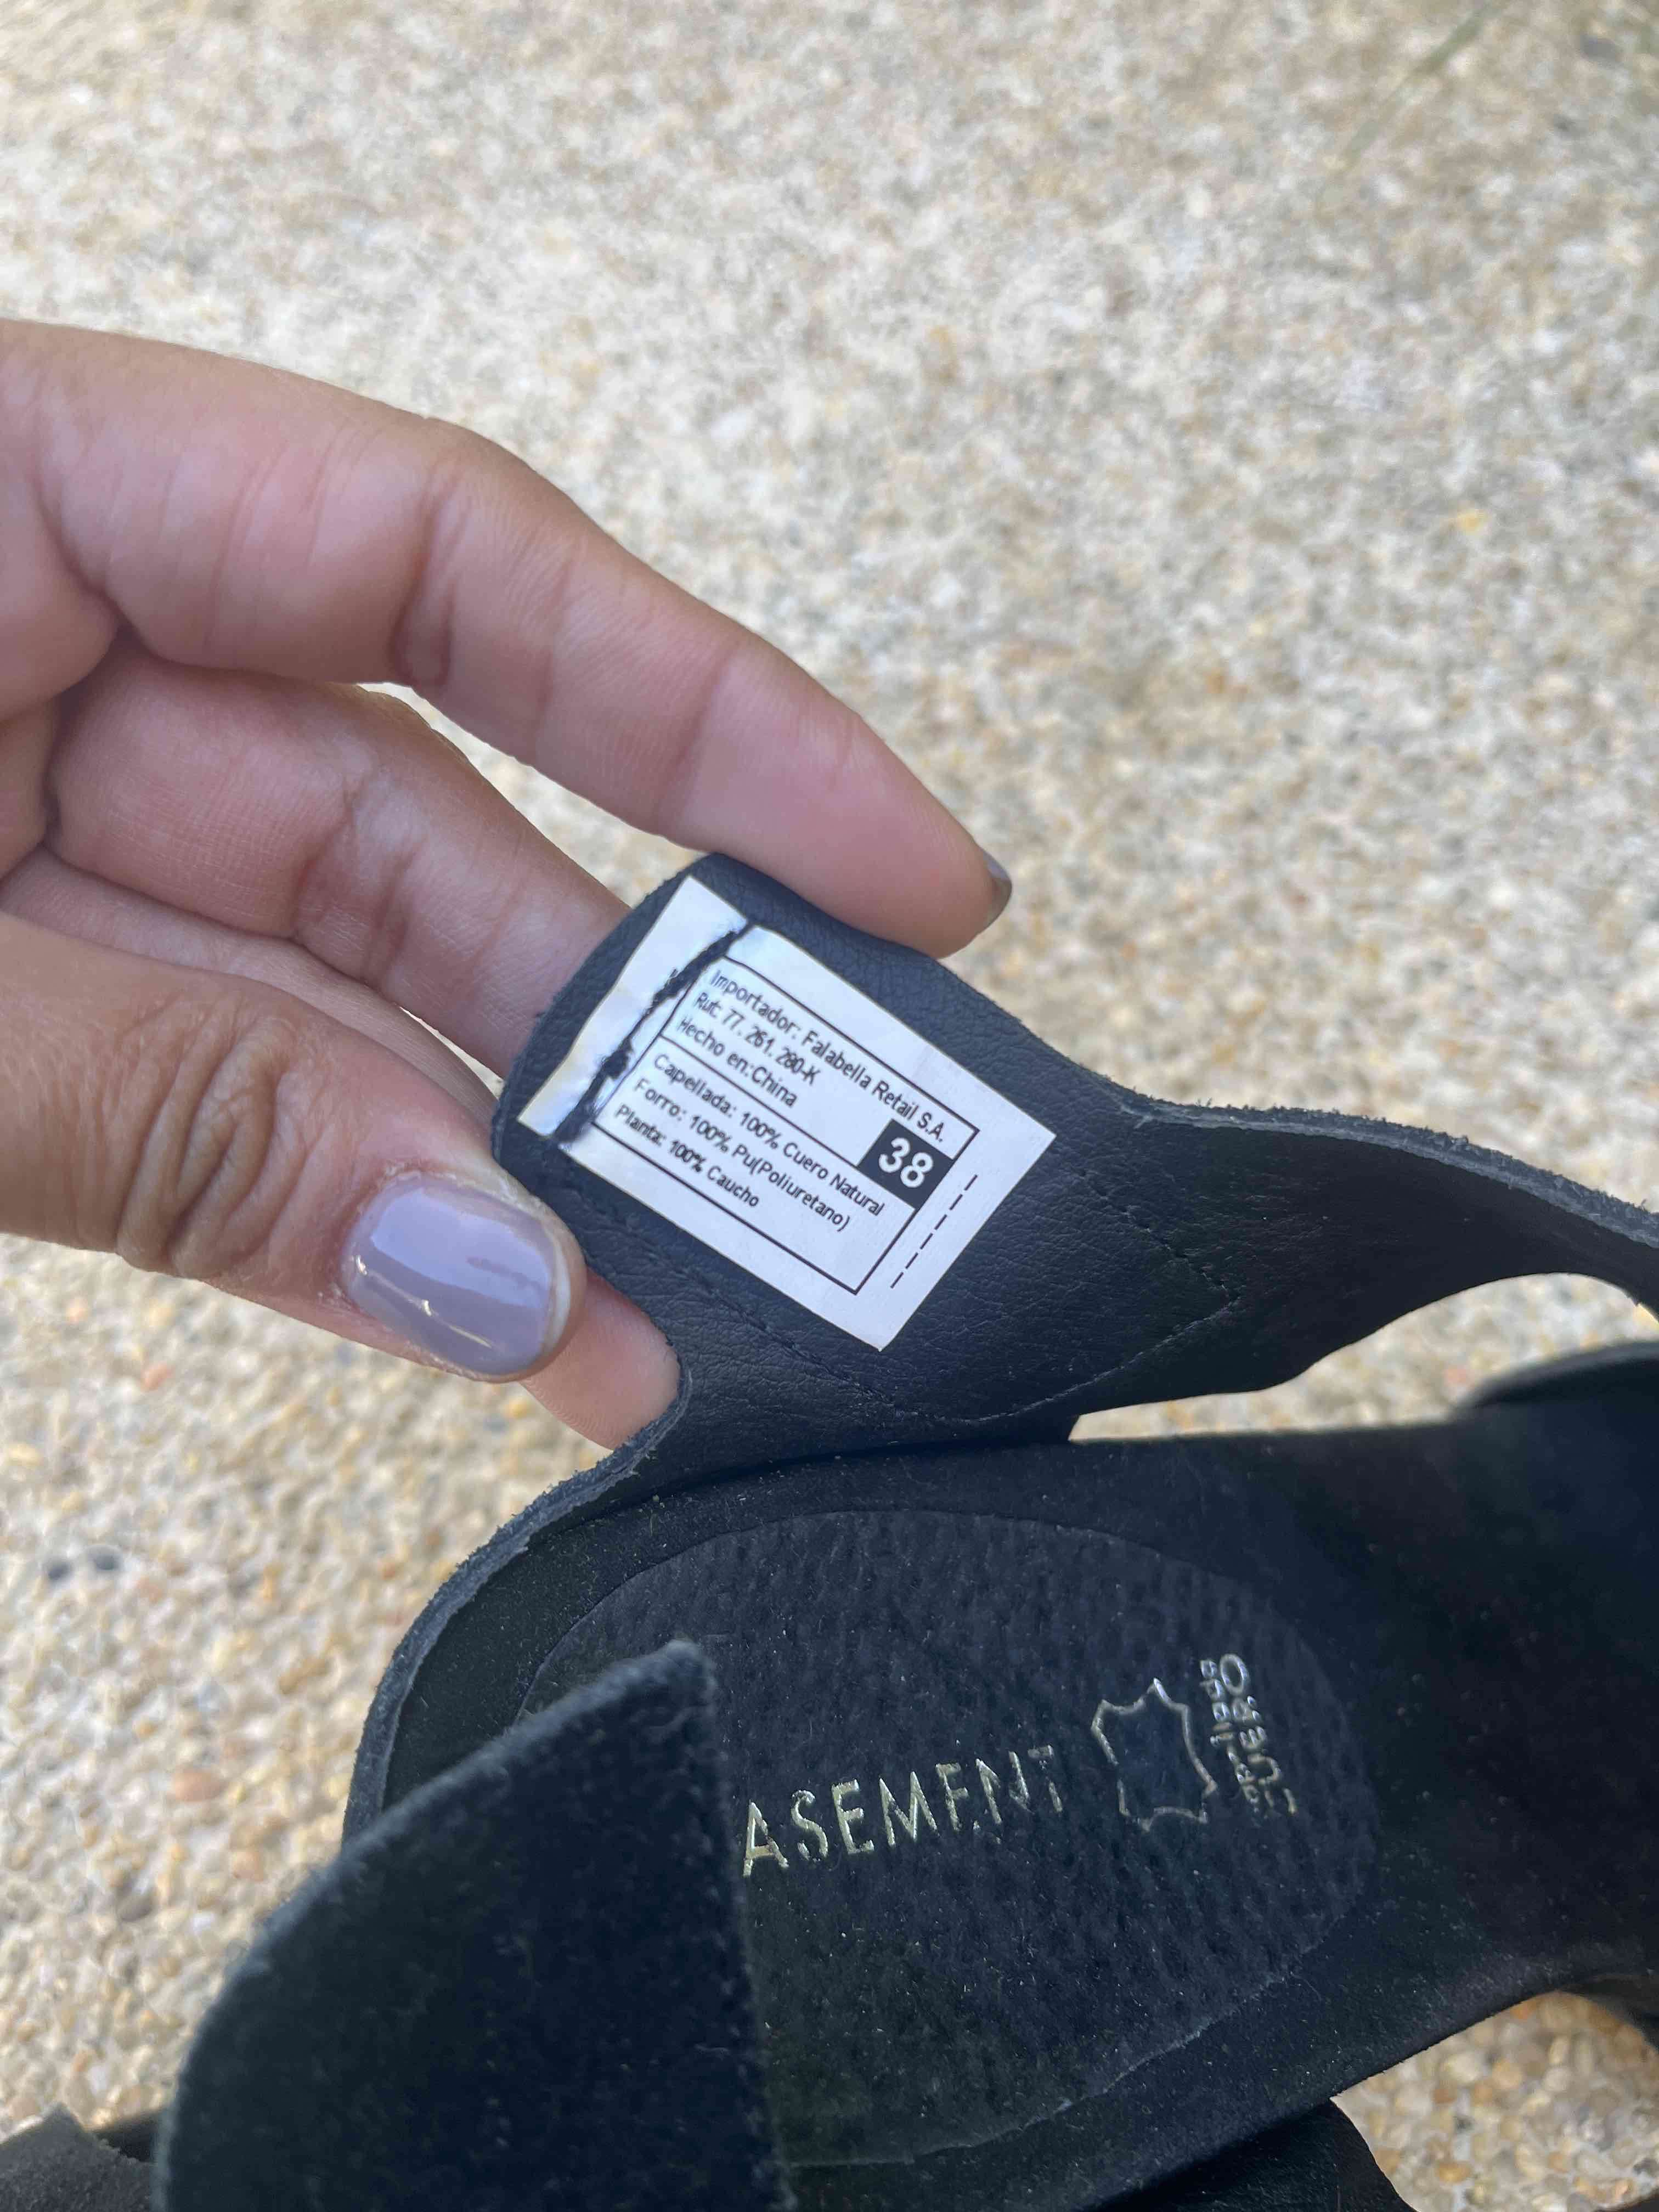 Importador: Falabella Retail S.A.
Rut: 77. 261. 280-K
Hecho en:China
38
Capellada: 100% Cuero Natural
Forro: 100% Pu(Poliuretano)
Planta: 100% Caucho
ASEMENT
CUERO